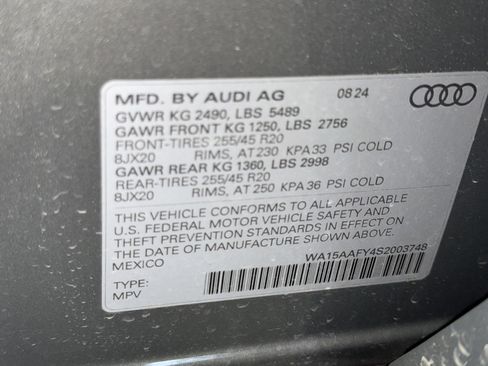 MFD. BY AUDI AG 08 24
GVWR KG 2490, LBS 5489
GAWR FRONT KG 1250, LBS 2756
FRONT-TIRES 255/45 R20
8JX20 RIMS, AT 230 KPA 33 PSI COLD
GAWR REAR KG 1360, LBS 2998
REAR-TIRES 255/45 R20
8JX20 RIMS, AT 250 KPA 36 PSI COLD
THIS VEHICLE CONFORMS TO ALL APPLICABLE
U.S. FEDERAL MOTOR VEHICLE SAFETY AND
THEFT PREVENTION STANDARDS IN EFFECT ON
THE DATE OF MANUFACTURE SHOWN ABOVE.
MEXICO WA15AAFY4S2003748
TYPE:
MPV